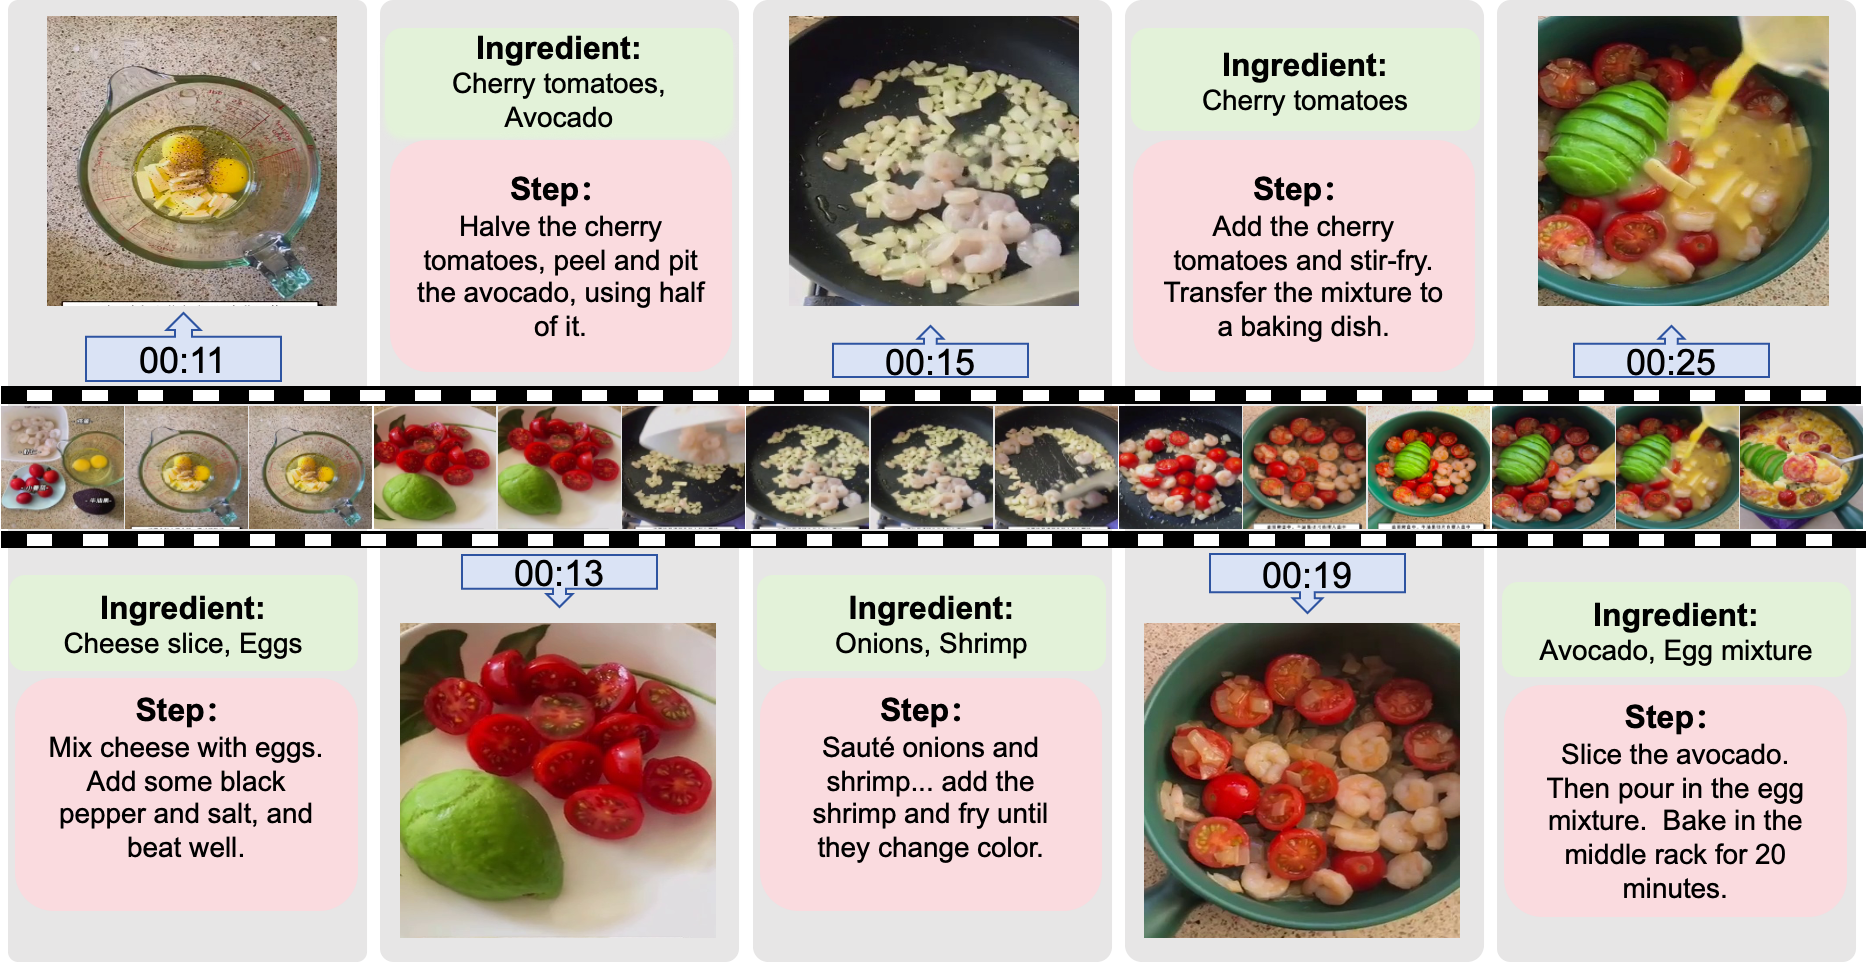 00:11
Ingredient:
Cheese slice, Eggs
Step:
Mix cheese with eggs.
Add some black
pepper and salt, and
beat well.
Ingredient:
Cherry tomatoes,
Avocado
Step:
Halve the cherry
tomatoes, peel and pit
the avocado, using half
of it.
00:13
00:15
Ingredient:
Onions, Shrimp
Step:
Sauté onions and
shrimp... add the
shrimp and fry until
they change color.
Ingredient:
Cherry tomatoes
Step:
Add the cherry
tomatoes and stir-fry.
Transfer the mixture to
a baking dish.
00:19
00:25
Ingredient:
Avocado, Egg mixture
Step:
Slice the avocado.
Then pour in the egg
mixture.  Bake in the
middle rack for 20
minutes.